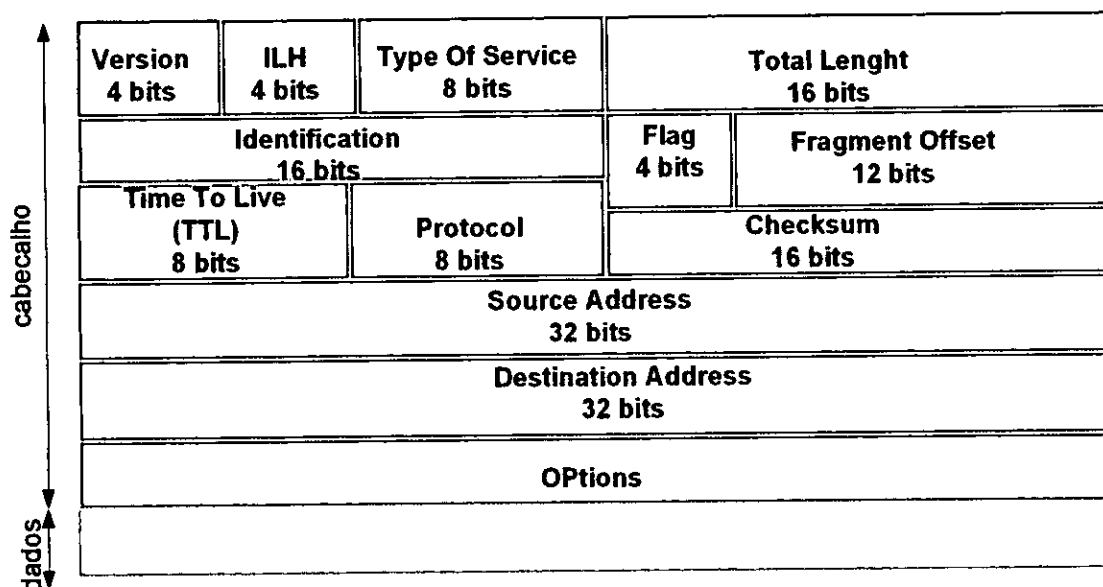 Version
4 bits
ILH
4 bits
Type Of Service
8 bits
Total Lenght
16 bits
Identification
16 bits
Flag
4 bits
Fragment Offset
12 bits
Time To Live
(TTL)
8 bits
Protocol
8 bits
Checksum
16 bits
Source Address
32 bits
Destination Address
32 bits
OPtions
cabecalho
dados